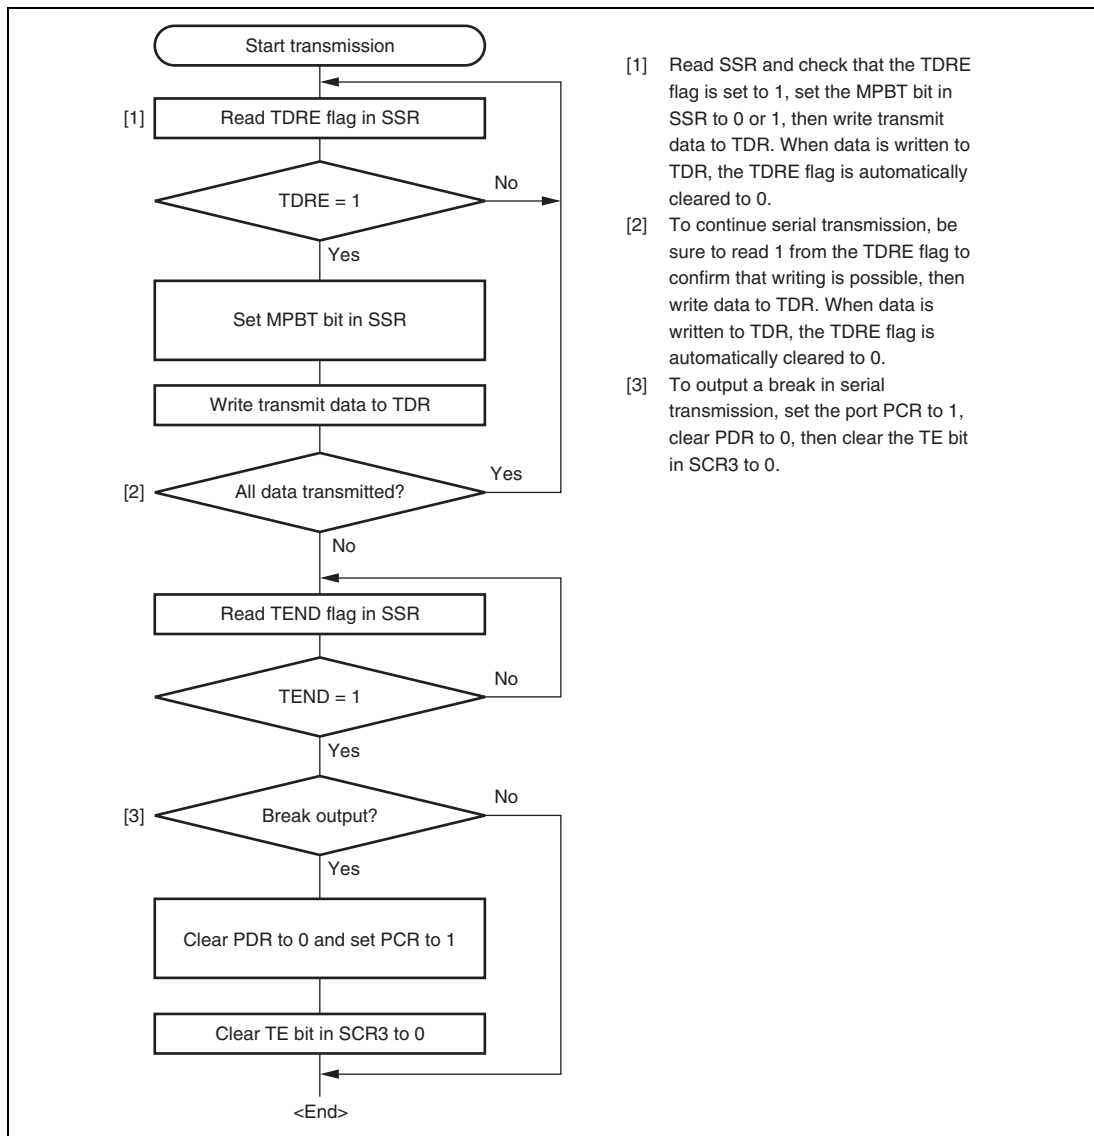 Start transmission
[1] Read TDRE flag in SSR
TDRE = 1
No
Yes
Set MPBT bit in SSR
Write transmit data to TDR
[2] All data transmitted?
Yes
No
Read TEND flag in SSR
TEND = 1
No
Yes
[3] Break output?
No
Yes
Clear PDR to 0 and set PCR to 1
Clear TE bit in SCR3 to 0
<End>
[1] Read SSR and check that the TDRE
flag is set to 1, set the MPBT bit in
SSR to 0 or 1, then write transmit
data to TDR. When data is written to
TDR, the TDRE flag is automatically
cleared to 0.
[2] To continue serial transmission, be
sure to read 1 from the TDRE flag to
confirm that writing is possible, then
write data to TDR. When data is
written to TDR, the TDRE flag is
automatically cleared to 0.
[3] To output a break in serial
transmission, set the port PCR to 1,
clear PDR to 0, then clear the TE bit
in SCR3 to 0.